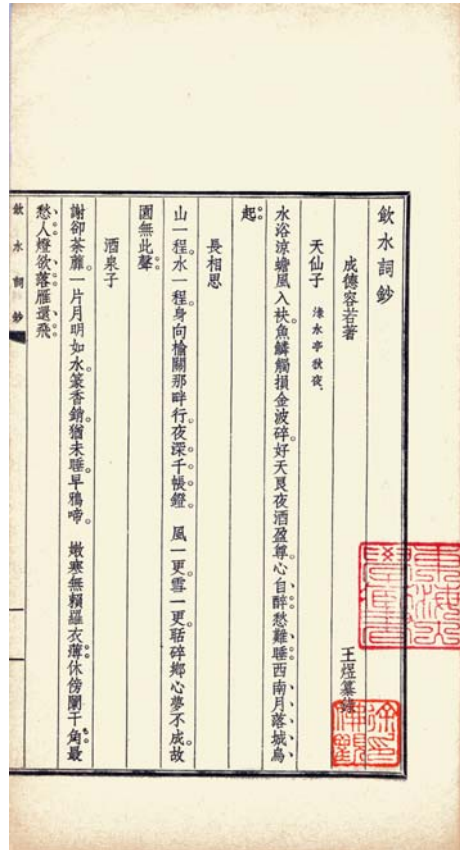 飲水詞鈔
成德容若著
王煜纂錄
天仙子 淥水亭秋夜
水浴涼蟾風入袂。魚鱗觸損金波碎。好天良夜酒盈尊。心自醉。愁難睡。西南月落城烏
起。
長相思
山一程。水一程。身向榆關那畔行。夜深千帳鐙。 風一更。雪一更。聒碎鄉心夢不成。故
園無此聲。
酒泉子
謝卻荼蘼。一片月明如水。篆香銷。猶未睡。早鴉啼。 嫩寒無賴羅衣薄。休傍闌干角。最
愁人。燈欲落。雁還飛。
飲水詞鈔